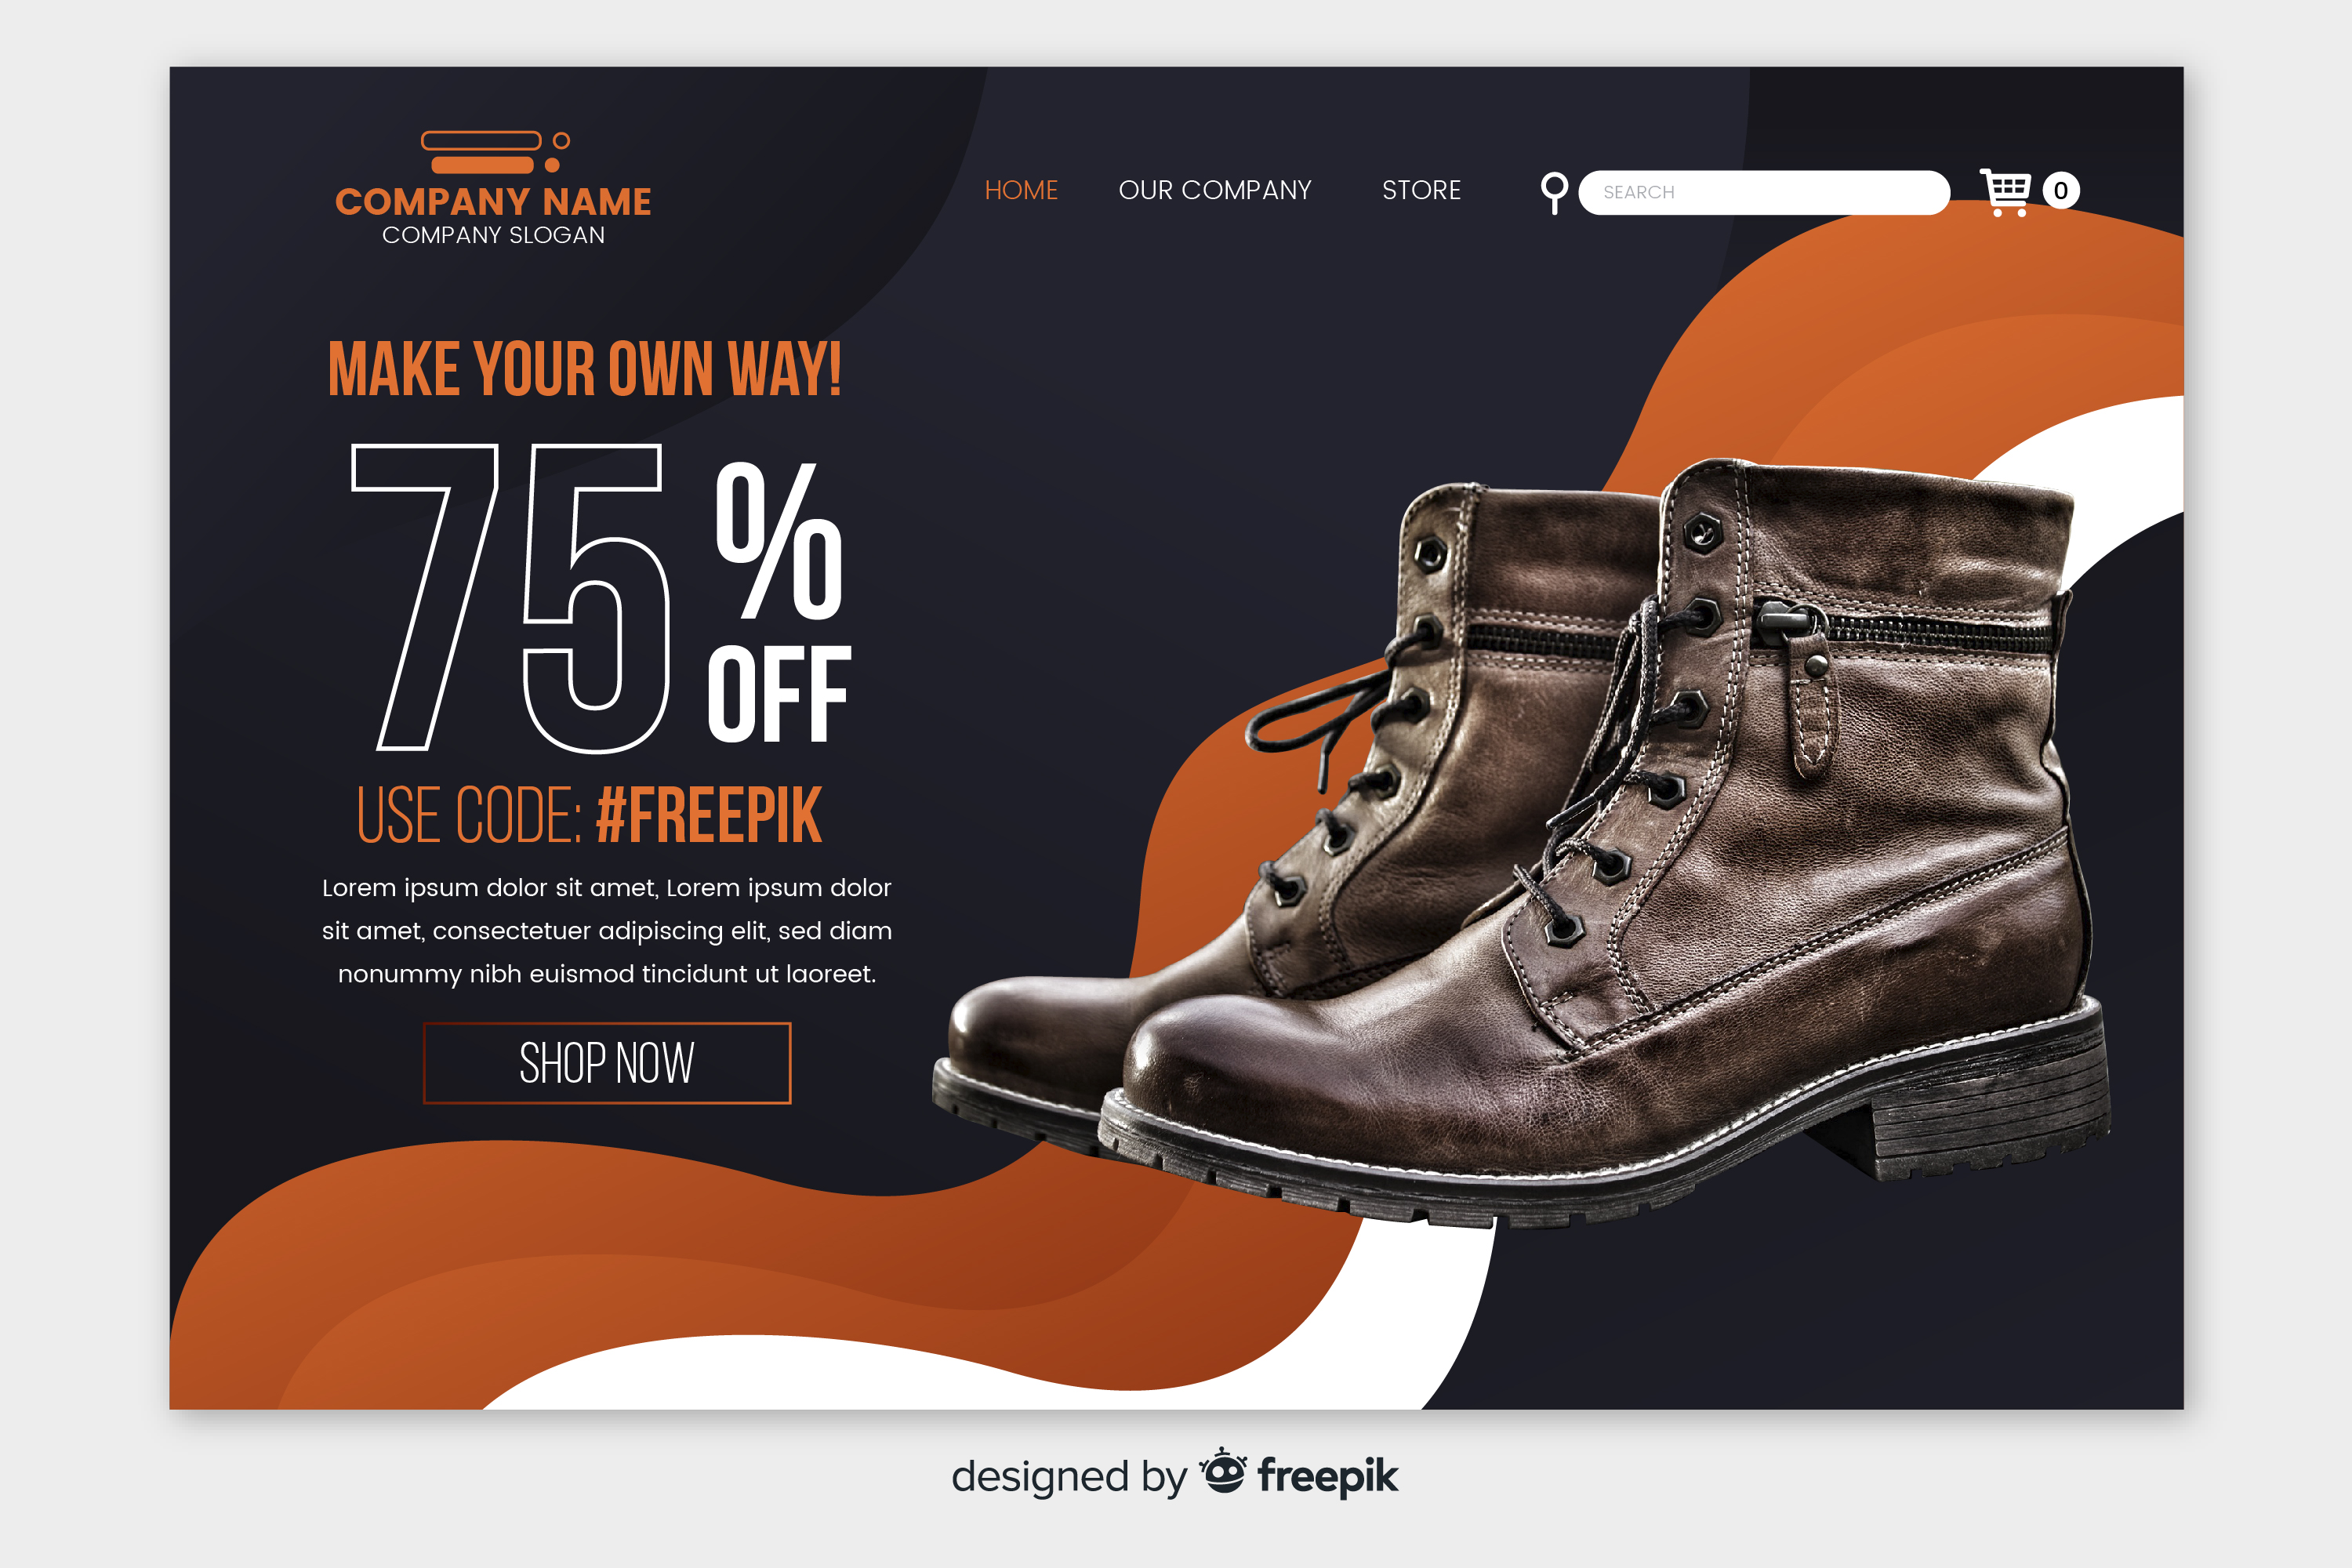 COMPANY NAME
COMPANY SLOGAN
HOME OUR COMPANY STORE SEARCH 0
MAKE YOUR OWN WAY!
75 % OFF
USE CODE: #FREEPIK
Lorem ipsum dolor sit amet, Lorem ipsum dolor
sit amet, consectetuer adipiscing elit, sed diam
nonummy nibh euismod tincidunt ut laoreet.
SHOP NOW
designed by freepik